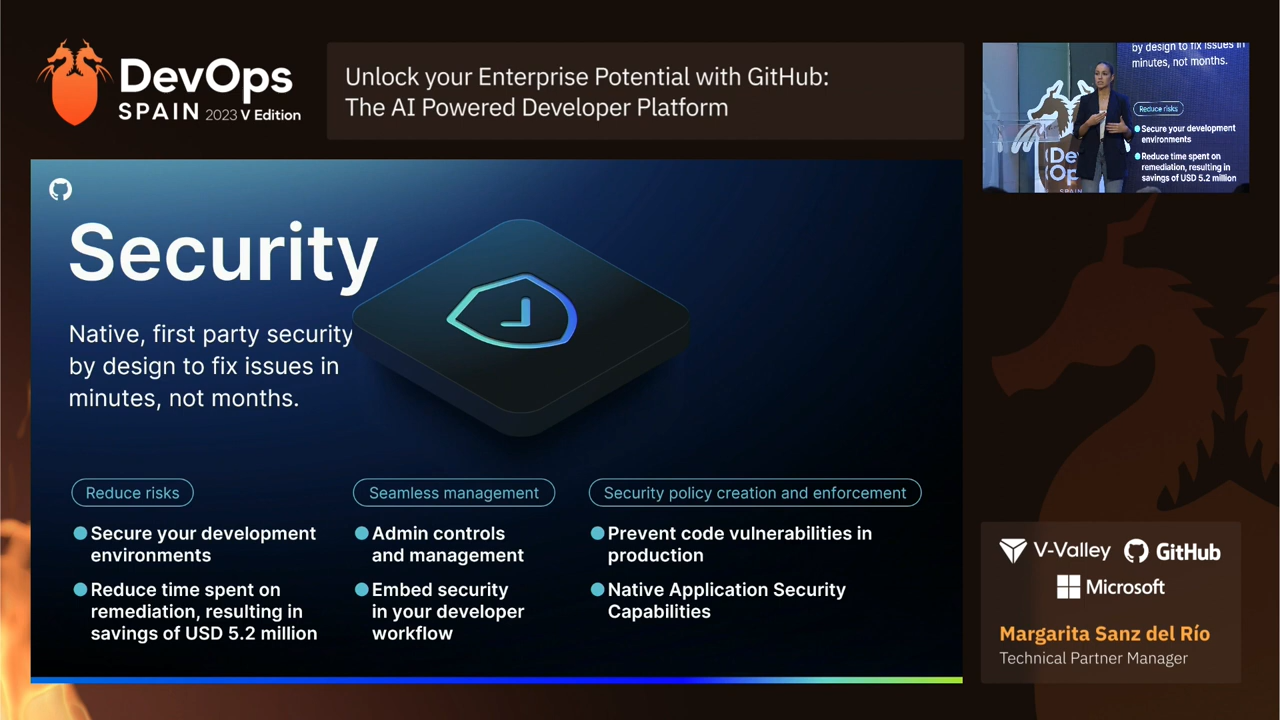 DevOps
SPAIN 2023 V Edition
Unlock your Enterprise Potential with GitHub:
The AI Powered Developer Platform
by design to fix issues in
minutes, not months.
Reduce risks
Secure your development
environments
Reduce time spent on
remediation, resulting in
savings of USD 5.2 million
Security
Native, first party security
by design to fix issues in
minutes, not months.
Reduce risks
Secure your development
environments
Reduce time spent on
remediation, resulting in
savings of USD 5.2 million
Seamless management
Admin controls
and management
Embed security
in your developer
workflow
Security policy creation and enforcement
Prevent code vulnerabilities in
production
Native Application Security
Capabilities
V-Valley GitHub
Microsoft
Margarita Sanz del Río
Technical Partner Manager